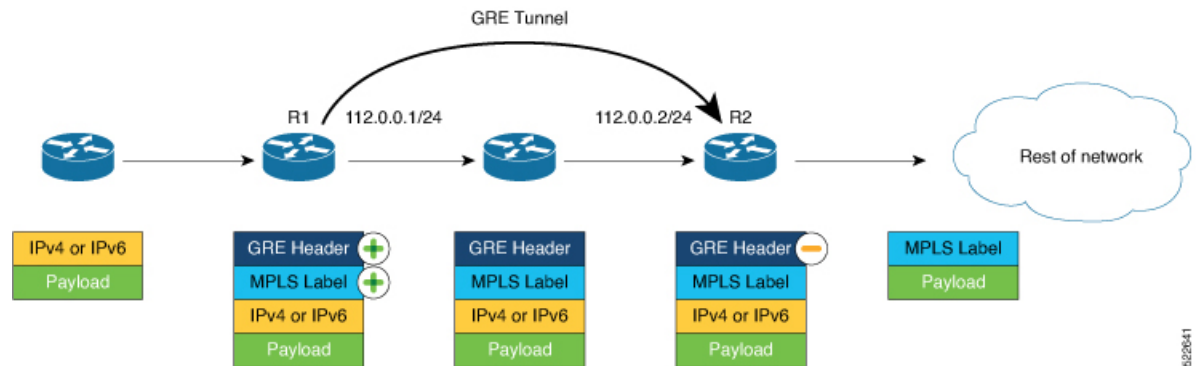 GRE Tunnel
R1
112.0.0.1/24
112.0.0.2/24
R2
Rest of network
IPv4 or IPv6
Payload
GRE Header
MPLS Label
IPv4 or IPv6
Payload
GRE Header
MPLS Label
IPv4 or IPv6
Payload
GRE Header
MPLS Label
IPv4 or IPv6
Payload
MPLS Label
Payload
522641